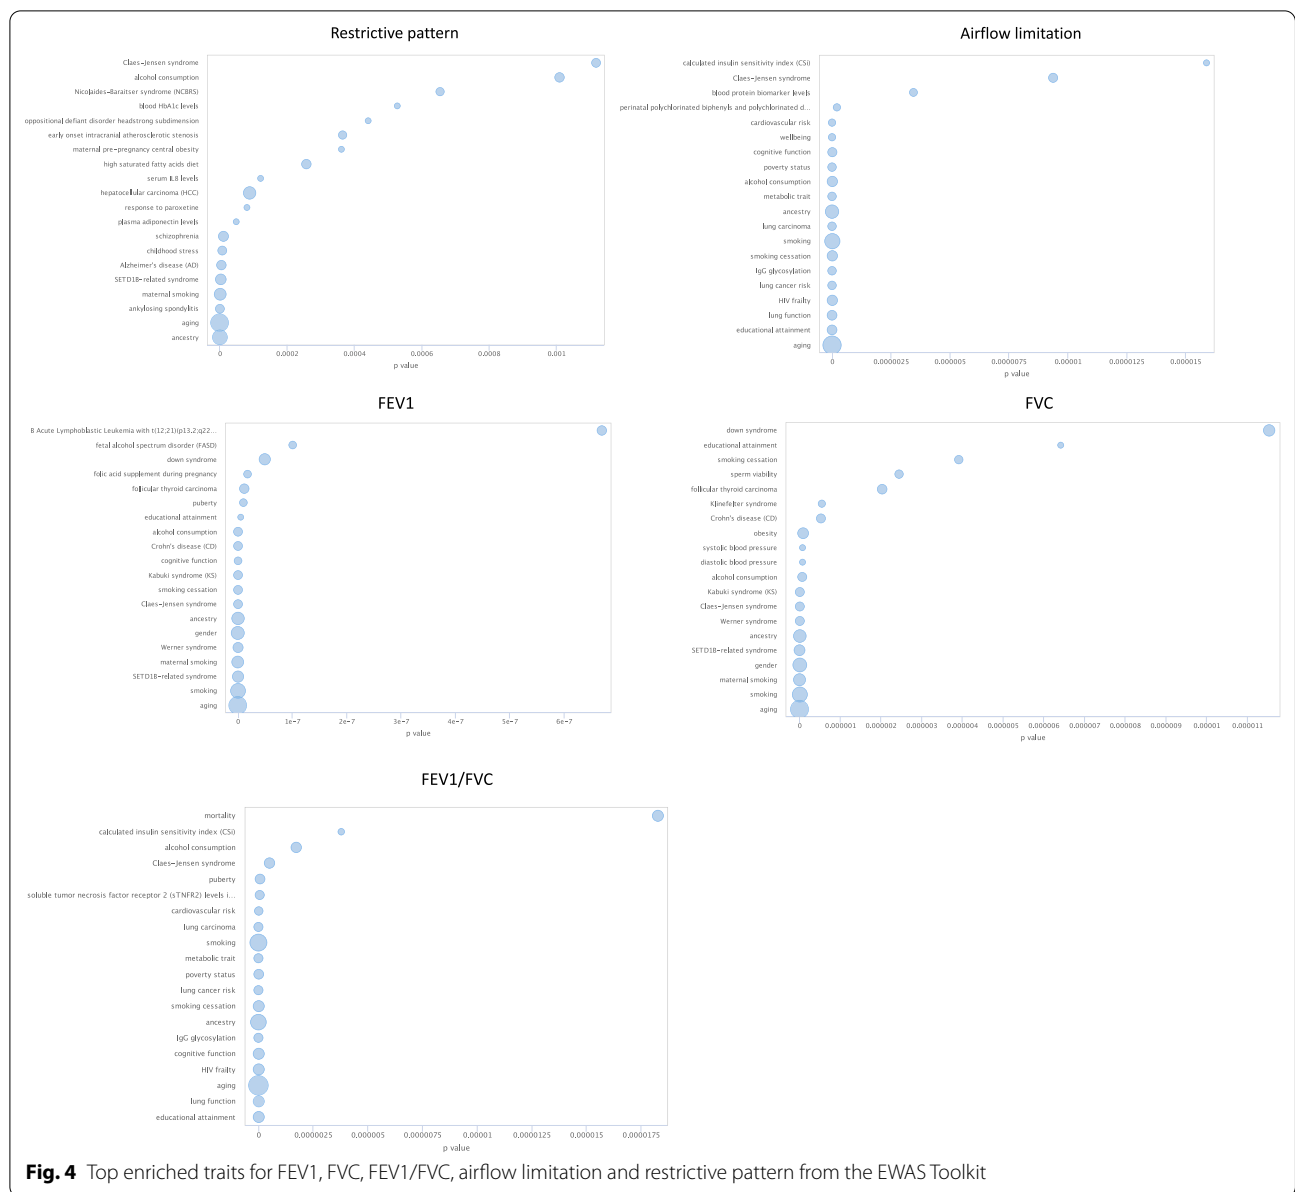 Restrictive pattern
Claes-Jensen syndrome
alcohol consumption
Nicolaides-Baraitser syndrome (NCBRS)
blood HbA1c levels
oppositional defiant disorder headstrong subdimension
early onset intracranial atherosclerotic stenosis
maternal pre-pregnancy central obesity
high saturated fatty acids diet
serum IL8 levels
hepatocellular carcinoma (HCC)
response to paroxetine
plasma adiponectin levels
schizophrenia
childhood stress
Alzheimer's disease (AD)
SETD1B-related syndrome
maternal smoking
ankylosing spondylitis
aging
ancestry
0 0.0002 0.0004 0.0006 0.0008 0.001
p value
Airflow limitation
calculated insulin sensitivity index (CSi)
Claes-Jensen syndrome
blood protein biomarker levels
perinatal polychlorinated biphenyls and polychlorinated d...
cardiovascular risk
wellbeing
cognitive function
poverty status
alcohol consumption
metabolic trait
ancestry
lung carcinoma
smoking
smoking cessation
IgG glycosylation
lung cancer risk
HIV frailty
lung function
educational attainment
aging
0 0.0000025 0.000005 0.0000075 0.00001 0.0000125 0.000015
p value
FEV1
B Acute Lymphoblastic Leukemia with t(12;21)(p13.2;q22...
fetal alcohol spectrum disorder (FASD)
down syndrome
folic acid supplement during pregnancy
follicular thyroid carcinoma
puberty
educational attainment
alcohol consumption
Crohn's disease (CD)
cognitive function
Kabuki syndrome (KS)
smoking cessation
Claes-Jensen syndrome
ancestry
gender
Werner syndrome
maternal smoking
SETD1B-related syndrome
smoking
aging
0 1e-7 2e-7 3e-7 4e-7 5e-7 6e-7
p value
FVC
down syndrome
educational attainment
smoking cessation
sperm viability
follicular thyroid carcinoma
Klinefelter syndrome
Crohn's disease (CD)
obesity
systolic blood pressure
diastolic blood pressure
alcohol consumption
Kabuki syndrome (KS)
Claes-Jensen syndrome
Werner syndrome
ancestry
SETD1B-related syndrome
gender
maternal smoking
smoking
aging
0 0.000001 0.000002 0.000003 0.000004 0.000005 0.000006 0.000007 0.000008 0.000009 0.00001 0.000011
p value
FEV1/FVC
mortality
calculated insulin sensitivity index (CSi)
alcohol consumption
Claes-Jensen syndrome
puberty
soluble tumor necrosis factor receptor 2 (sTNFR2) levels i...
cardiovascular risk
lung carcinoma
smoking
metabolic trait
poverty status
lung cancer risk
smoking cessation
ancestry
IgG glycosylation
cognitive function
HIV frailty
aging
lung function
educational attainment
0 0.0000025 0.000005 0.0000075 0.00001 0.0000125 0.000015 0.0000175
p value
Fig. 4 Top enriched traits for FEV1, FVC, FEV1/FVC, airflow limitation and restrictive pattern from the EWAS Toolkit